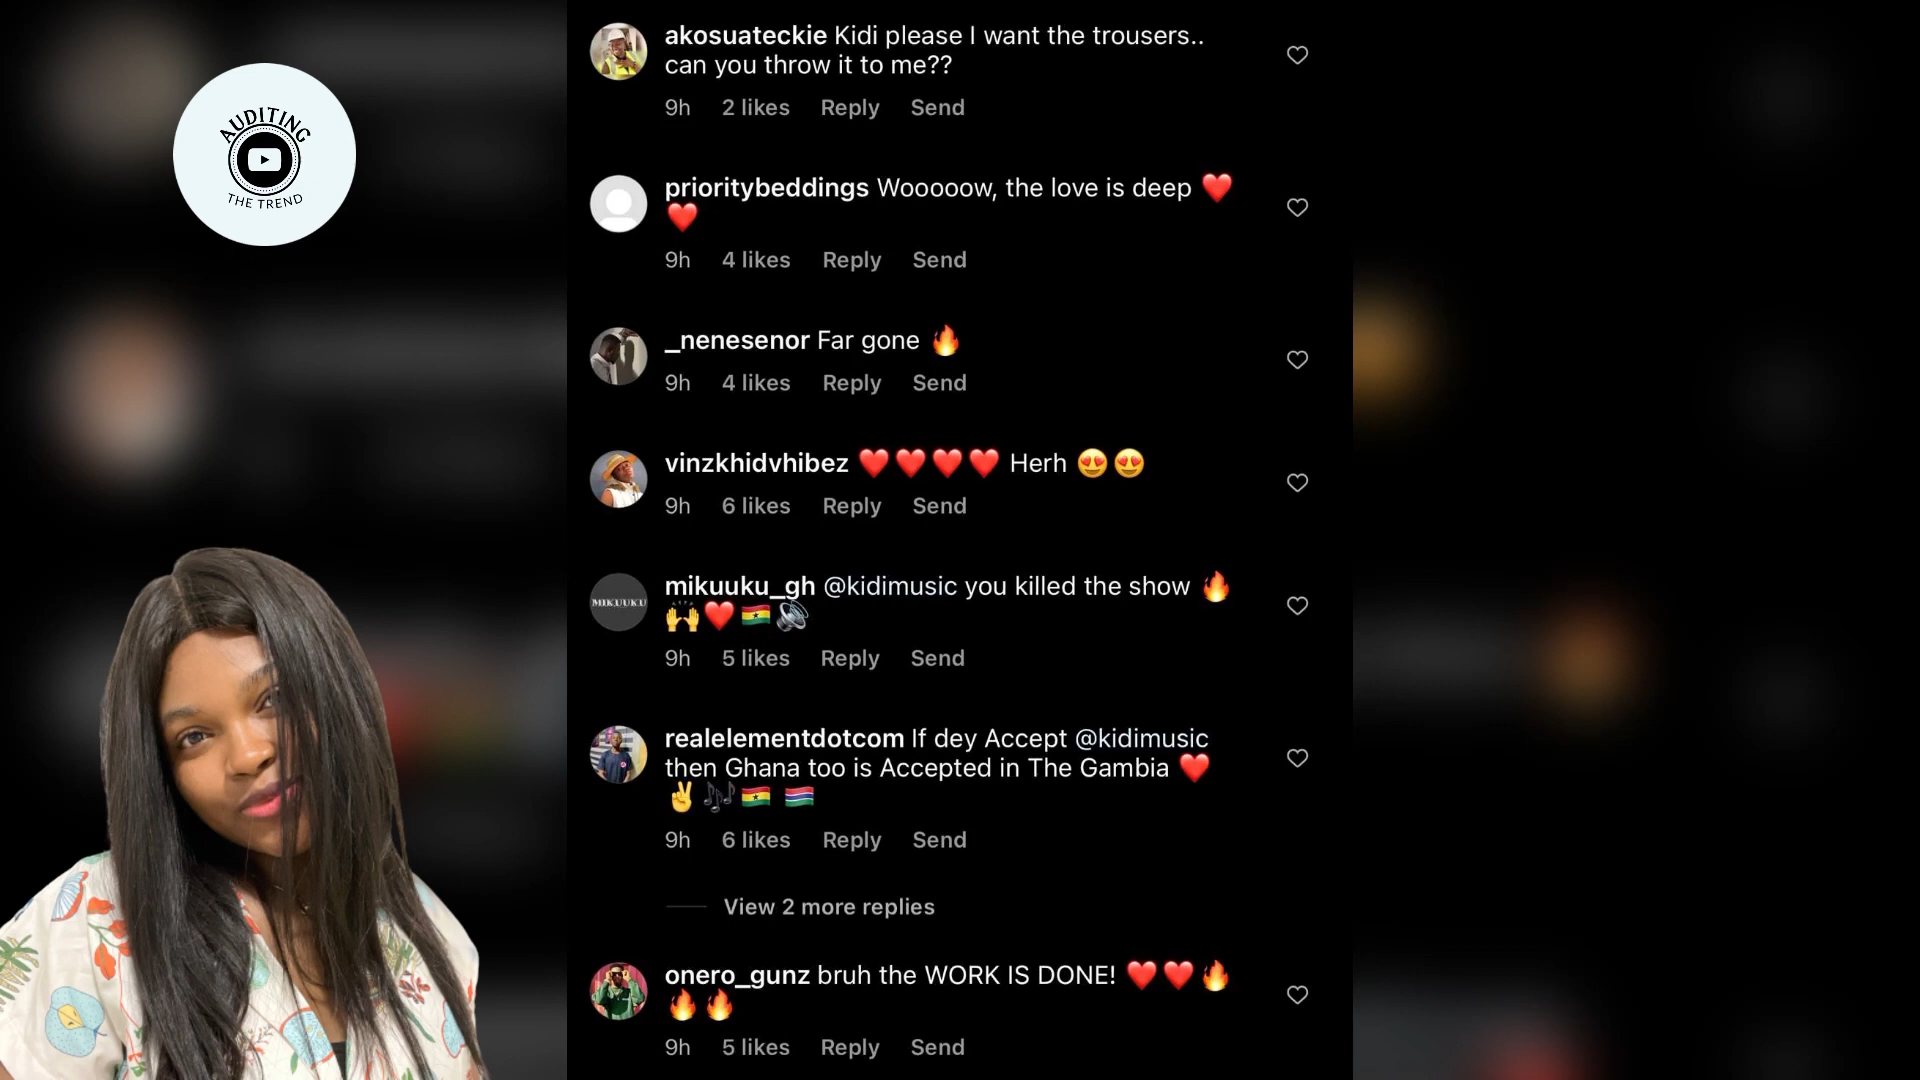 AUDITING
THE TREND
akosuateckie Kidi please I want the trousers..
can you throw it to me??
9h 2 likes Reply Send
prioritybeddings Wooooow, the love is deep ❤️
❤️
9h 4 likes Reply Send
_nenesenor Far gone 🔥
9h 4 likes Reply Send
vinzkhidvhibez ❤️❤️❤️❤️ Herh 😍😍
9h 6 likes Reply Send
MIKUUKU
mikuuku_gh @kidimusic you killed the show 🔥
🙌❤️🇬🇭🔊
9h 5 likes Reply Send
realelementdotcom If dey Accept @kidimusic
then Ghana too is Accepted in The Gambia ❤️
✌️🎶🇬🇭 🇬🇲
9h 6 likes Reply Send
View 2 more replies
onero_gunz bruh the WORK IS DONE! ❤️❤️🔥
🔥🔥
9h 5 likes Reply Send